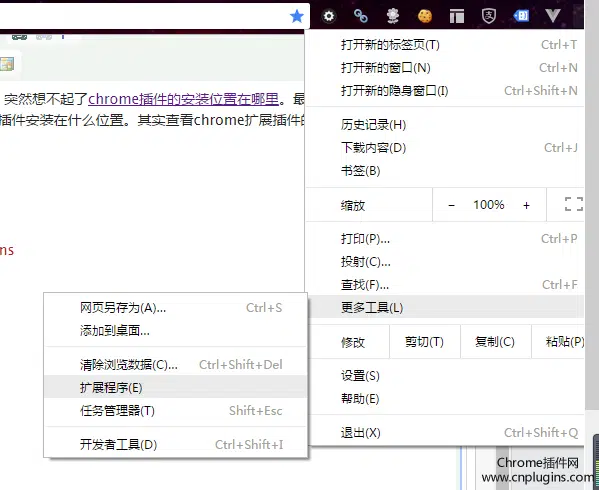 突然想不起了chrome插件的安装位置在哪里。最
插件安装在什么位置。其实查看chrome扩展插件的
ns
打开新的标签页(T) Ctrl+T
打开新的窗口(N) Ctrl+N
打开新的隐身窗口(I) Ctrl+Shift+N
历史记录(H)
下载内容(D) Ctrl+J
书签(B)
缩放 − 100% +
打印(P)... Ctrl+P
投射(C)...
查找(F)... Ctrl+F
更多工具(L)
修改 剪切(T) 复制(C) 粘贴(P)
设置(S)
帮助(E)
退出(X) Ctrl+Shift+Q
网页另存为(A)... Ctrl+S
添加到桌面...
清除浏览数据(C)... Ctrl+Shift+Del
扩展程序(E)
任务管理器(T) Shift+Esc
开发者工具(D) Ctrl+Shift+I
Chrome插件网
www.cnplugins.com